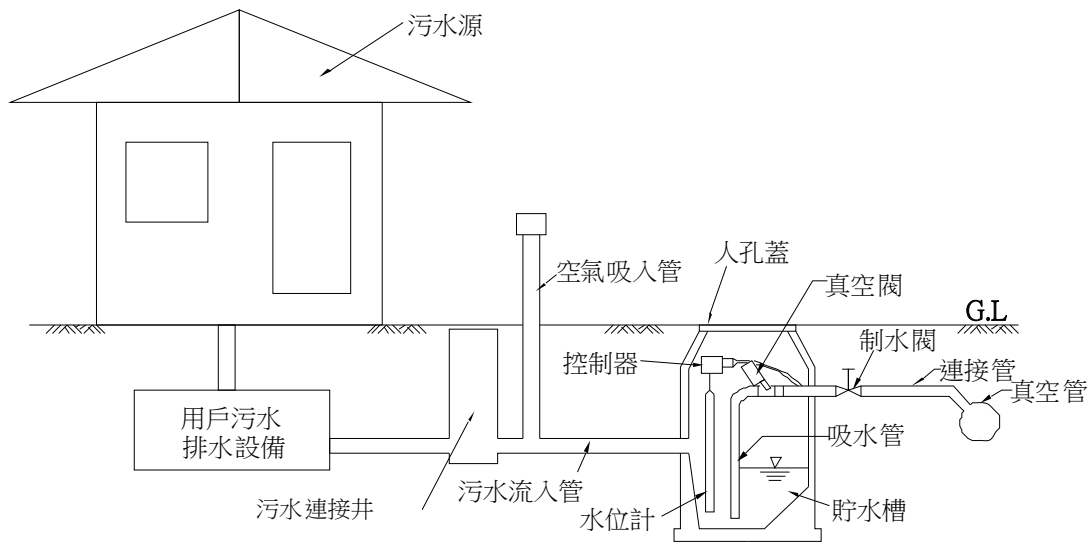 污水源
空氣吸入管
人孔蓋
真空閥
G.L
制水閥
控制器
連接管
真空管
用戶污水
排水設備
吸水管
污水流入管
污水連接井
水位計
貯水槽